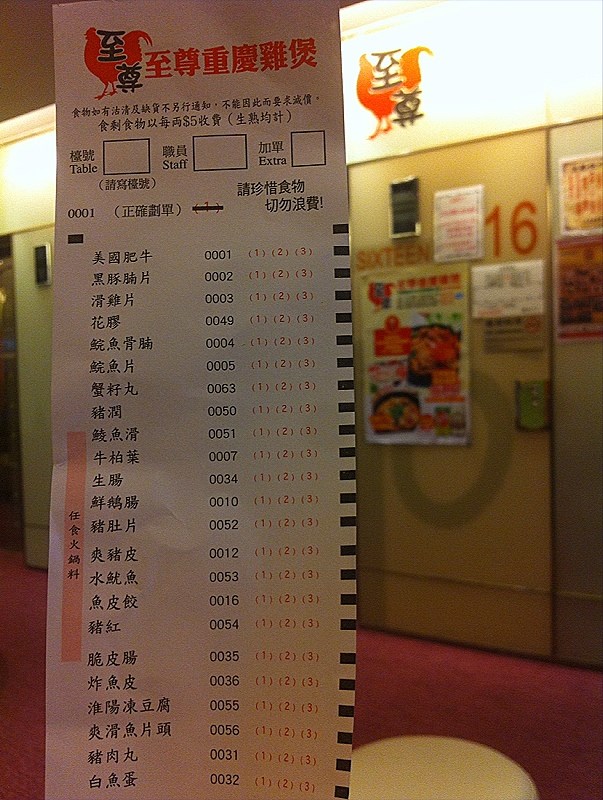 至尊
至尊重慶雞煲
食物如有沽清及缺貨不另行通知，不能因此而要求減價。
食剩食物以每両$5收費（生熟均計）
檯號 Table
職員 Staff
加單 Extra
(請寫檯號)
請珍惜食物
切勿浪費!
0001 (正確劃單) (1)
任食火鍋料
美國肥牛 0001 (1) (2) (3)
黑豚腩片 0002 (1) (2) (3)
滑雞片 0003 (1) (2) (3)
花膠 0049 (1) (2) (3)
鯇魚骨腩 0004 (1) (2) (3)
鯇魚片 0005 (1) (2) (3)
蟹籽丸 0063 (1) (2) (3)
豬潤 0050 (1) (2) (3)
鯪魚滑 0051 (1) (2) (3)
牛柏葉 0007 (1) (2) (3)
生腸 0034 (1) (2) (3)
鮮鵝腸 0010 (1) (2) (3)
豬肚片 0052 (1) (2) (3)
爽豬皮 0012 (1) (2) (3)
水魷魚 0053 (1) (2) (3)
魚皮餃 0016 (1) (2) (3)
豬紅 0054 (1) (2) (3)
脆皮腸 0035 (1) (2) (3)
炸魚皮 0036 (1) (2) (3)
淮陽凍豆腐 0055 (1) (2) (3)
爽滑魚片頭 0056 (1) (2) (3)
豬肉丸 0031 (1) (2) (3)
白魚蛋 0032 (1) (2) (3)
至尊
SIXTEEN 16